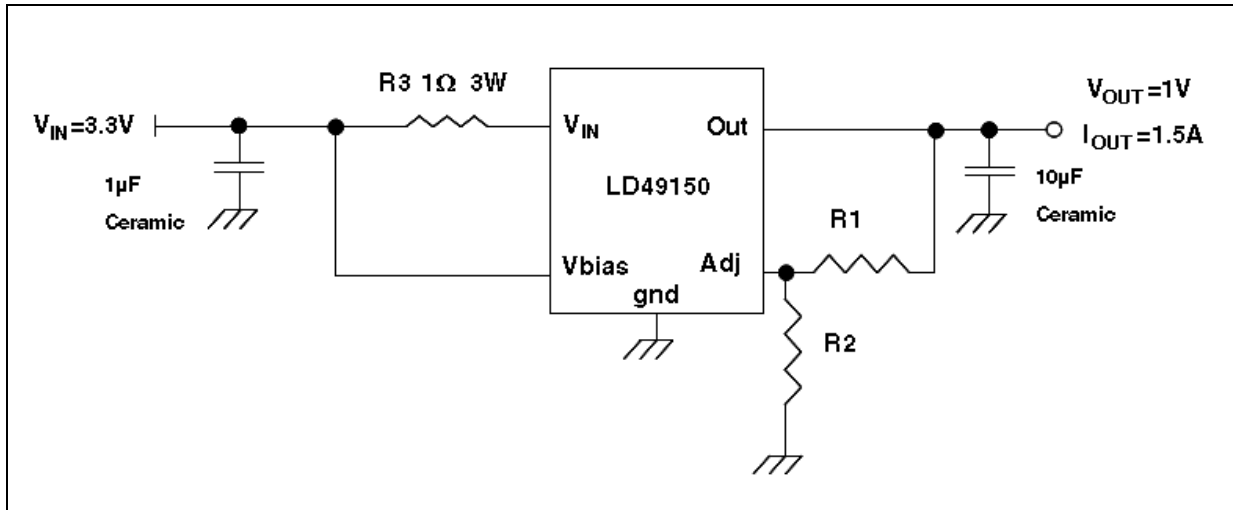 R3 1Ω 3W
V_IN=3.3V
1µF
Ceramic
V_IN
Out
LD49150
Vbias
Adj
gnd
R1
R2
V_OUT=1V
I_OUT=1.5A
10µF
Ceramic